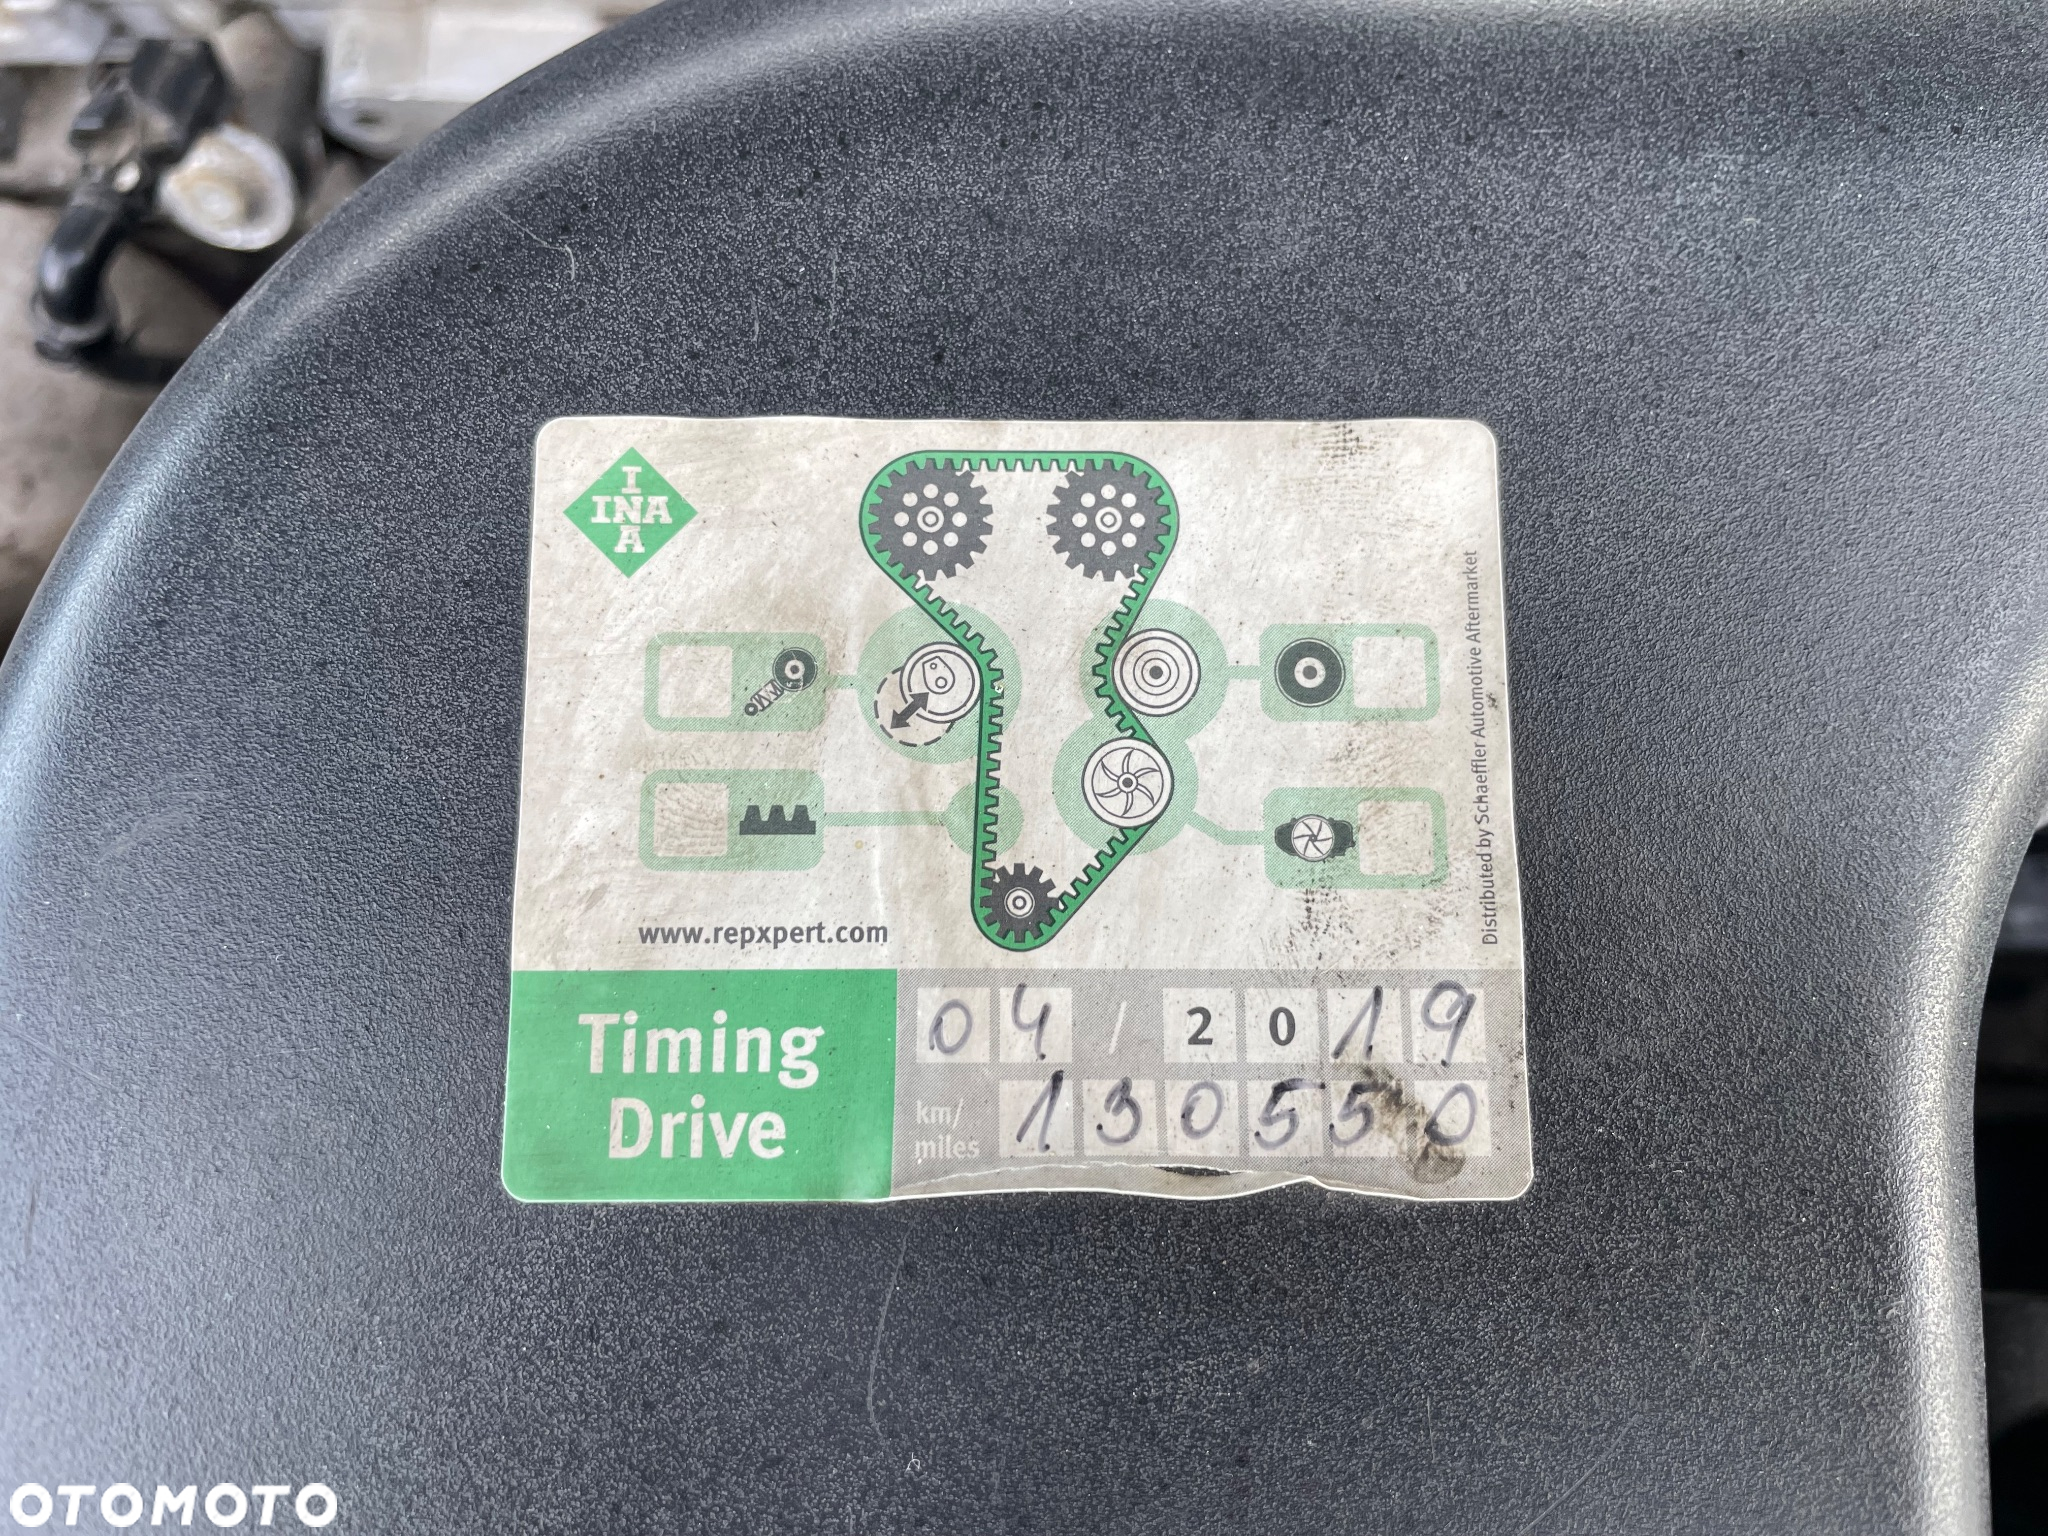 I
INA
A
Distributed by Schaeffler Automotive Aftermarket
www.repxpert.com
Timing
Drive
04 / 2019
km/
miles
130550
OTOMOTO